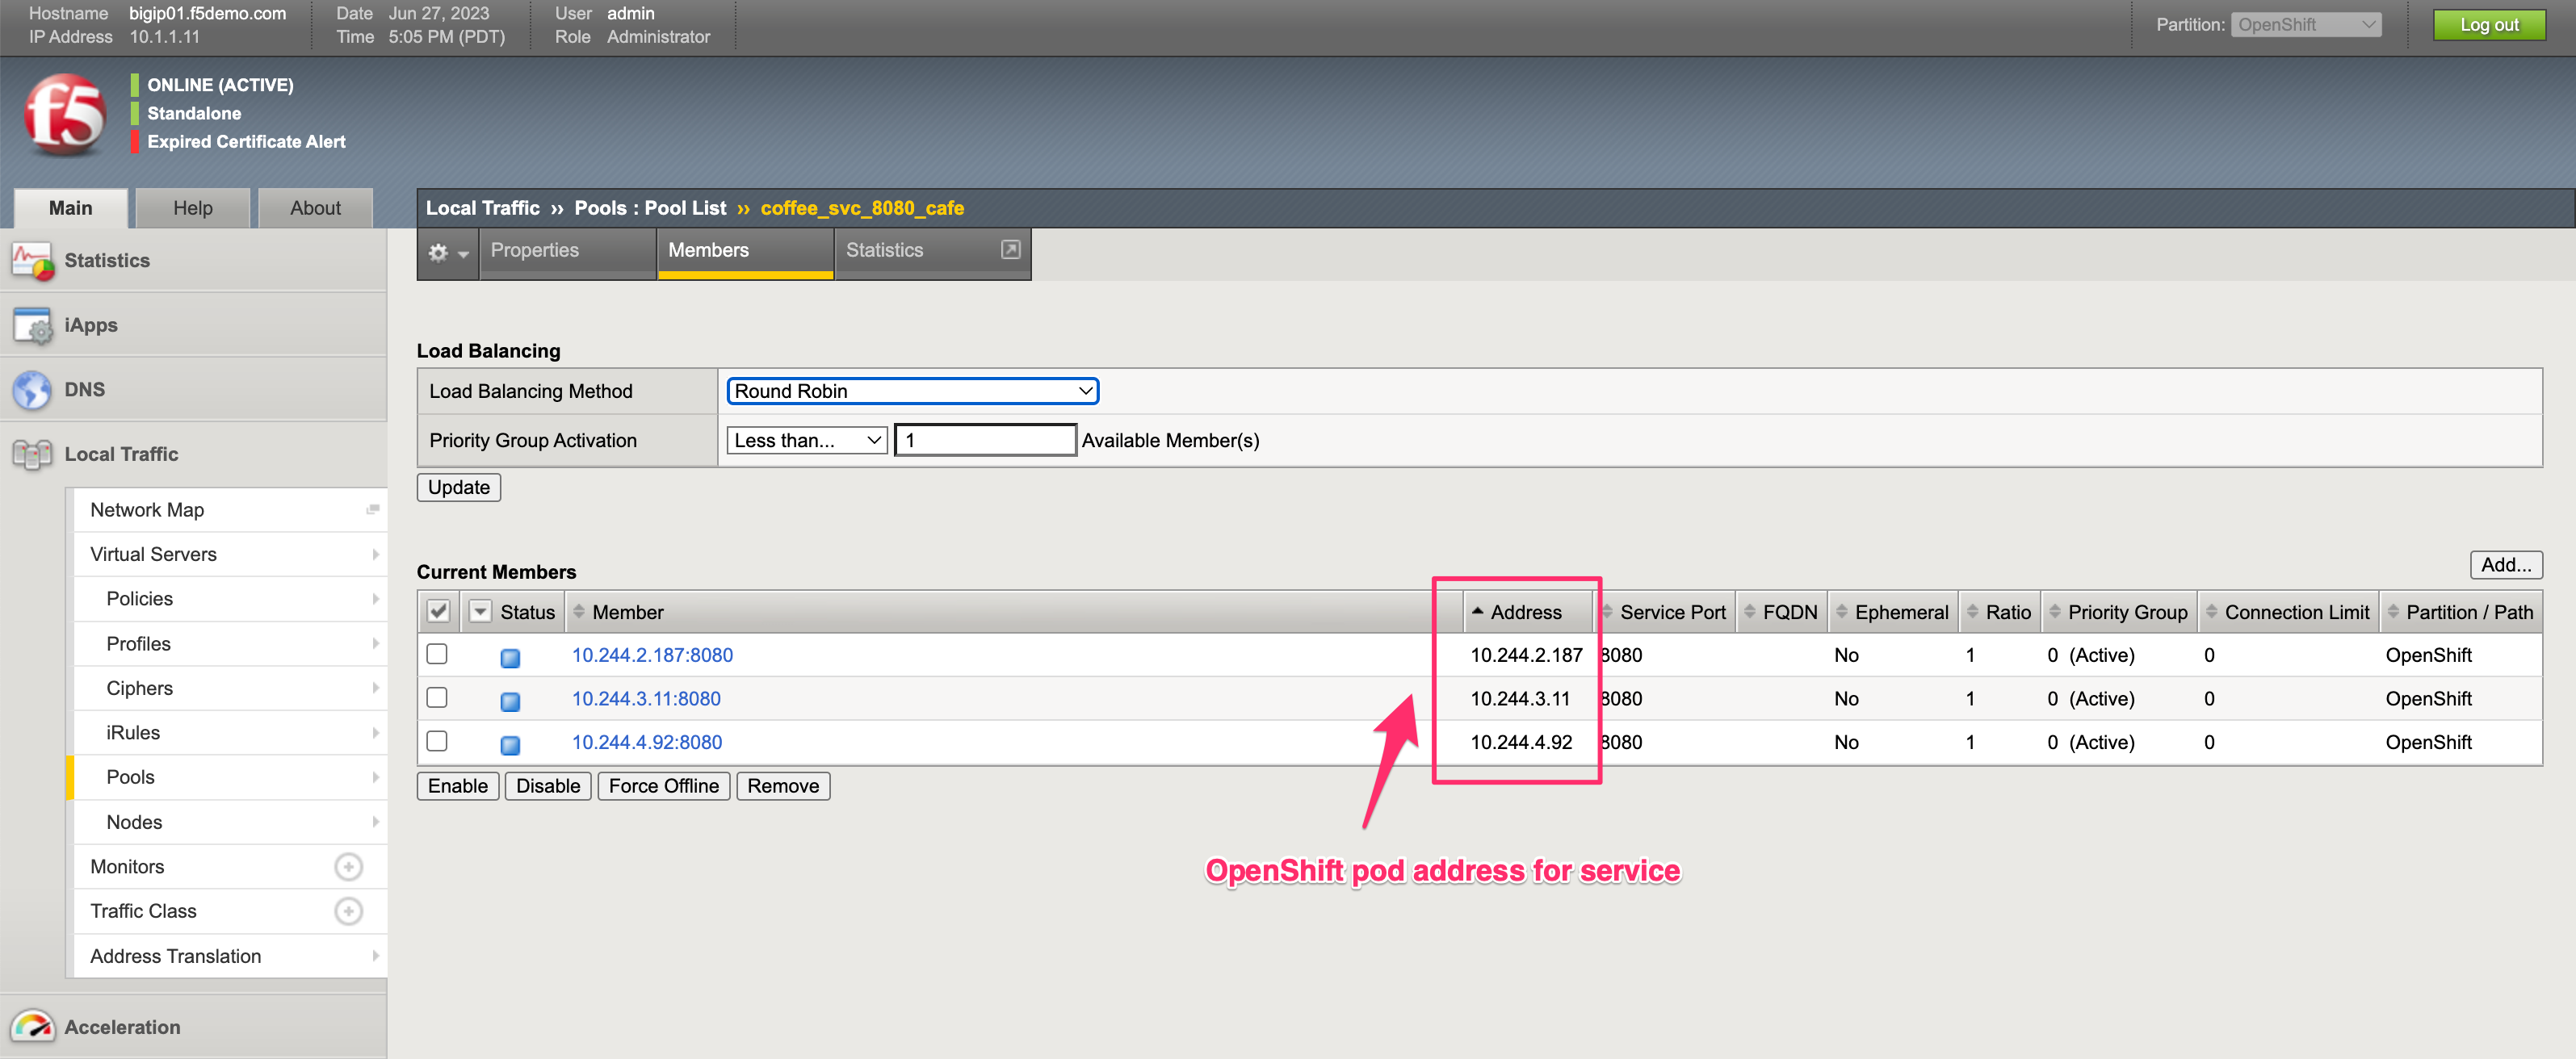 Hostname bigip01.f5demo.com Date Jun 27, 2023 User admin
IP Address 10.1.1.11 Time 5:05 PM (PDT) Role Administrator
Partition: OpenShift Log out
f5
ONLINE (ACTIVE)
Standalone
Expired Certificate Alert
Main Help About
Local Traffic ›› Pools : Pool List ›› coffee_svc_8080_cafe
Properties Members Statistics
Statistics
iApps
DNS
Local Traffic
Network Map
Virtual Servers
Policies
Profiles
Ciphers
iRules
Pools
Nodes
Monitors
Traffic Class
Address Translation
Acceleration
Load Balancing
Load Balancing Method Round Robin
Priority Group Activation Less than... 1 Available Member(s)
Update
Current Members Add...
Status Member Address Service Port FQDN Ephemeral Ratio Priority Group Connection Limit Partition / Path
10.244.2.187:8080 10.244.2.187 8080 No 1 0 (Active) 0 OpenShift
10.244.3.11:8080 10.244.3.11 8080 No 1 0 (Active) 0 OpenShift
10.244.4.92:8080 10.244.4.92 8080 No 1 0 (Active) 0 OpenShift
Enable Disable Force Offline Remove
OpenShift pod address for service